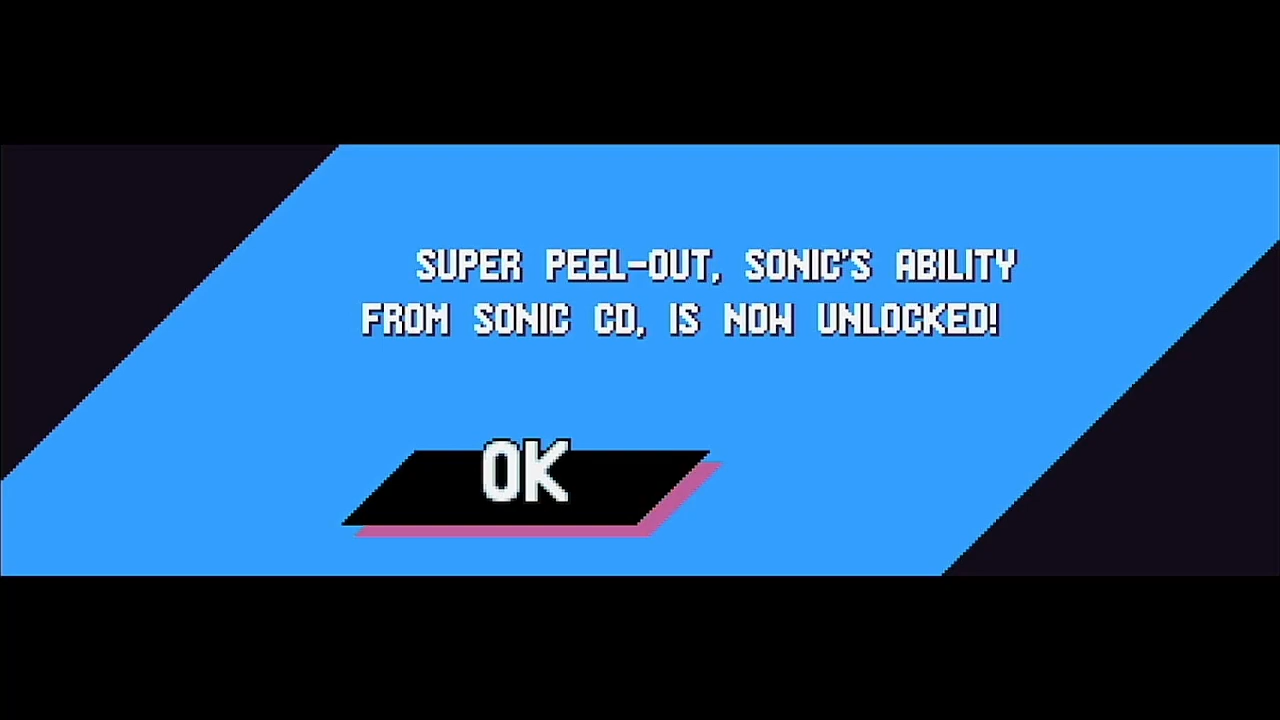 SUPER PEEL-OUT, SONIC'S ABILITY
FROM SONIC CD, IS NOW UNLOCKED!
OK